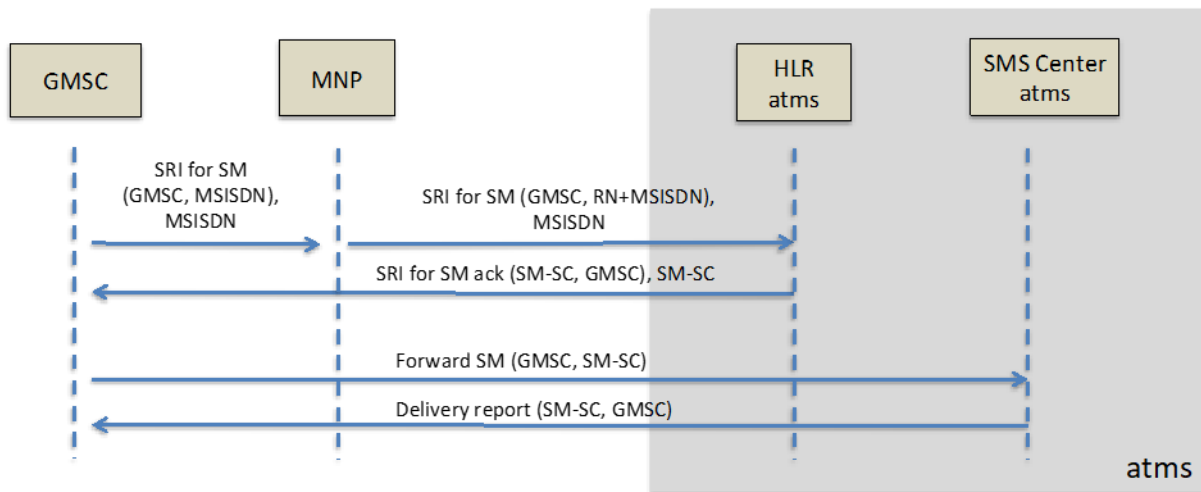 GMSC
MNP
HLR
atms
SMS Center
atms
SRI for SM
(GMSC, MSISDN),
MSISDN
SRI for SM (GMSC, RN+MSISDN),
MSISDN
SRI for SM ack (SM-SC, GMSC), SM-SC
Forward SM (GMSC, SM-SC)
Delivery report (SM-SC, GMSC)
atms